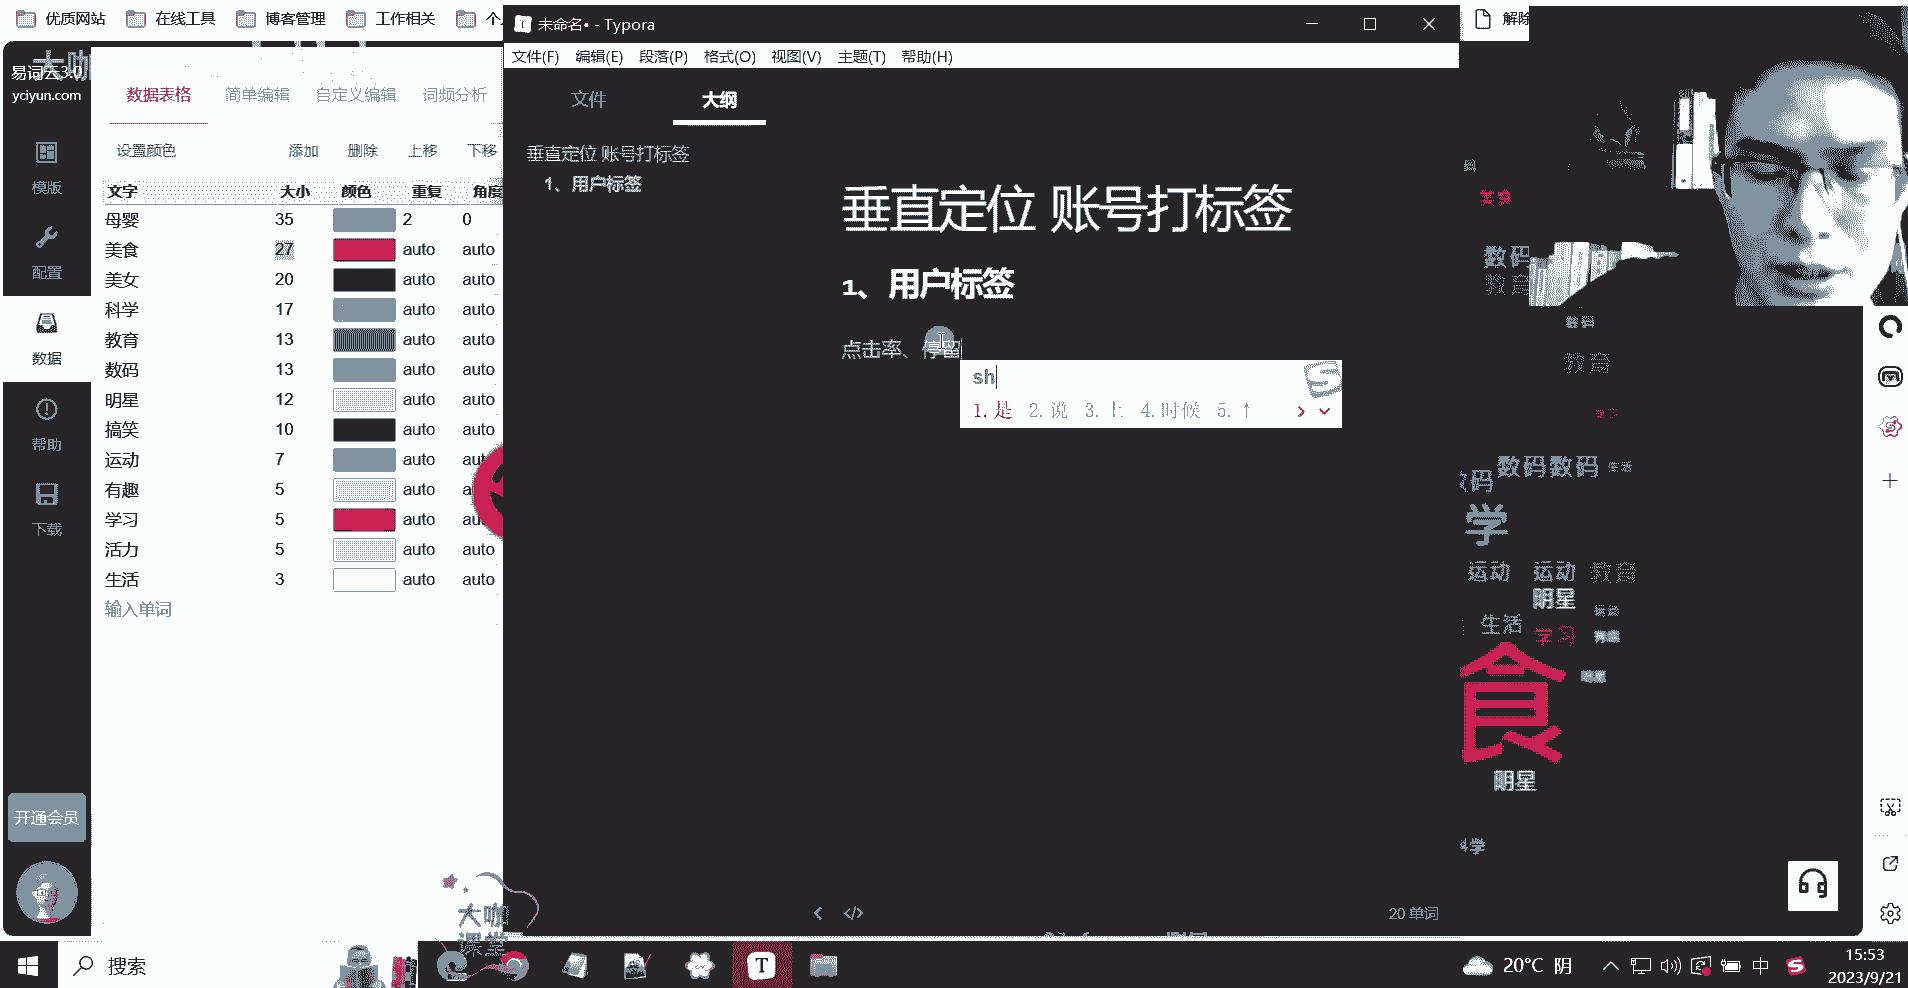 优质网站
在线工具
博客管理
工作相关
未命名• - Typora
解除
文件(F) 编辑(E) 段落(P) 格式(O) 视图(V) 主题(T) 帮助(H)
大咖
易词云3.0
yciyun.com
数据表格 简单编辑 自定义编辑 词频分析
文件 大纲
设置颜色 添加 删除 上移 下移
垂直定位 账号打标签
1、用户标签
模版
配置
数据
帮助
下载
开通会员
文字 大小 颜色 重复 角度
母婴 35 2 0
美食 27 auto auto
美女 20 auto auto
科学 17 auto auto
教育 13 auto auto
数码 13 auto auto
明星 12 auto auto
搞笑 10 auto auto
运动 7 auto auto
有趣 5 auto
学习 5 auto
活力 5 auto auto
生活 3 auto auto
输入单词
垂直定位 账号打标签
1、用户标签
点击率、停留
sh
1.是 2.说 3.上 4.时候 5.↑
数码
教育
数码
教育
数码 数码 生活
学
运动 运动 教育
明星
生活 学习
食
明星
大咖
课堂
</> 20 单词
搜索
20°C 阴
中
15:53
2023/9/21